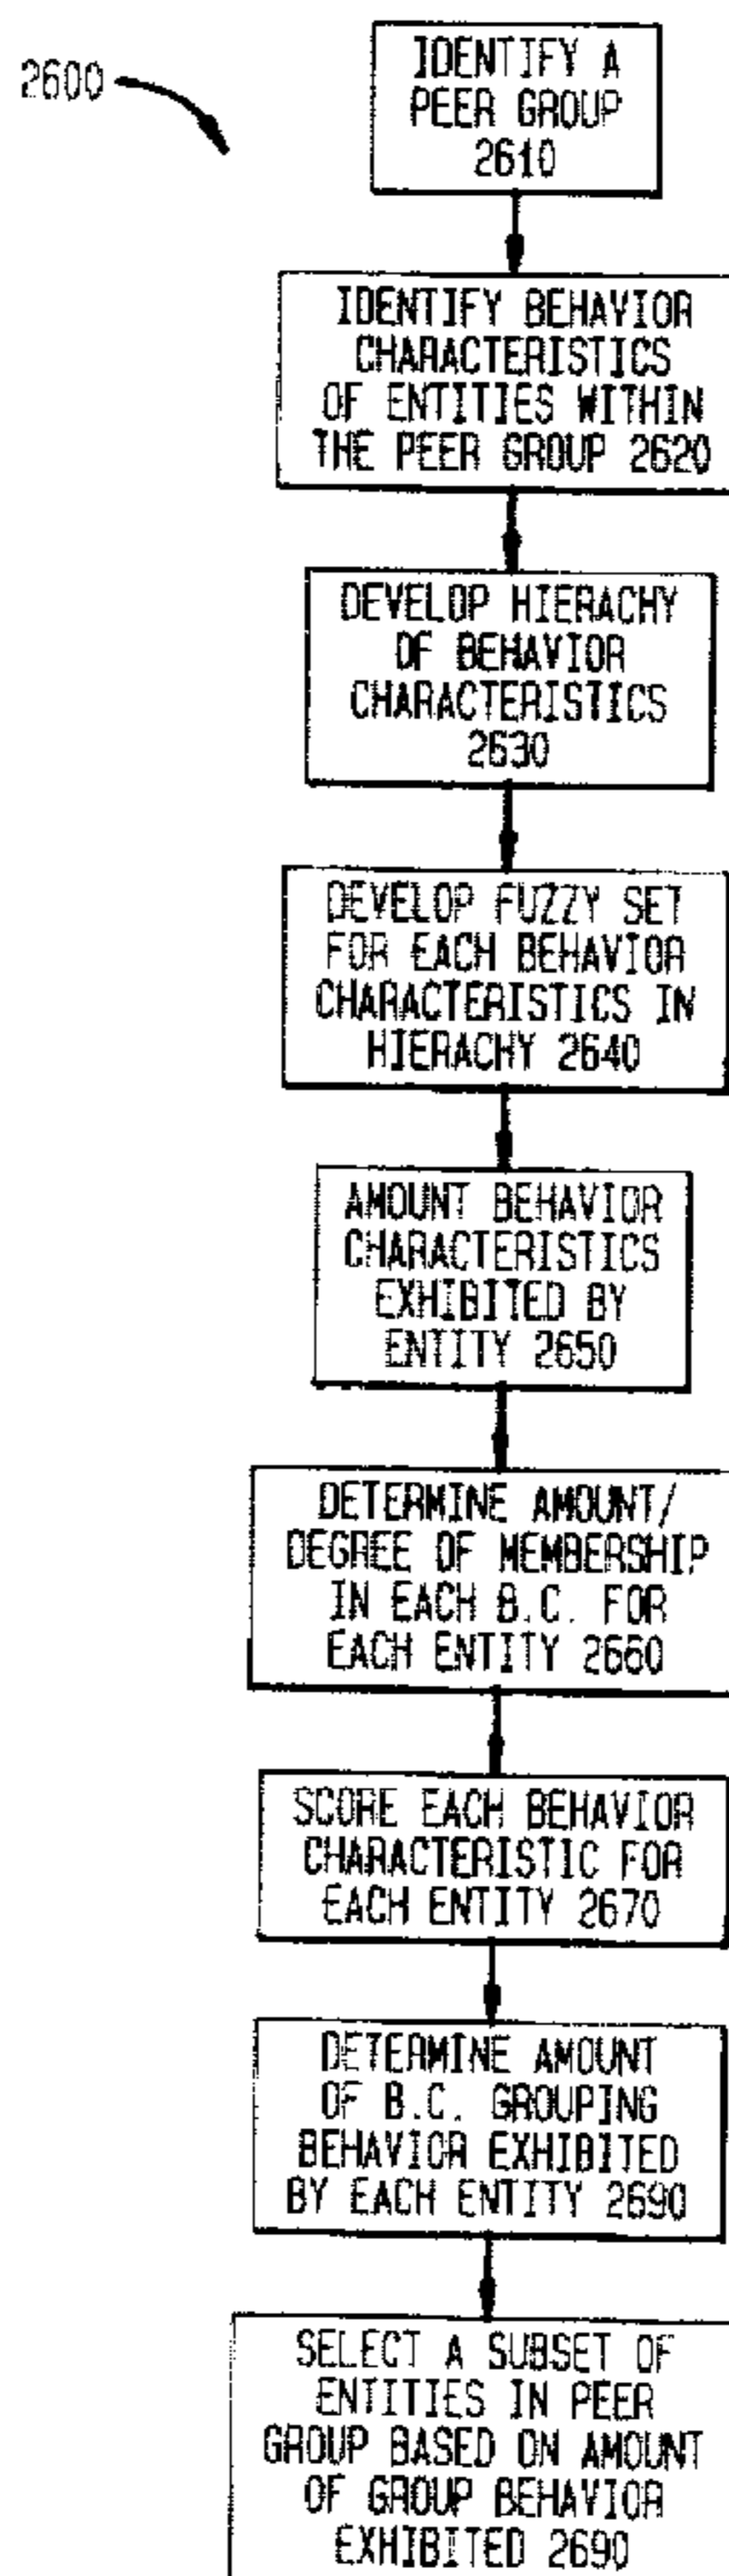 2600
IDENTIFY A
PEER GROUP
2610
IDENTIFY BEHAVIOR
CHARACTERISTICS
OF ENTITIES WITHIN
THE PEER GROUP 2620
DEVELOP HIERACHY
OF BEHAVIOR
CHARACTERISTICS
2630
DEVELOP FUZZY SET
FOR EACH BEHAVIOR
CHARACTERISTICS IN
HIERACHY 2640
AMOUNT BEHAVIOR
CHARACTERISTICS
EXHIBITED BY
ENTITY 2650
DETERMINE AMOUNT/
DEGREE OF MEMBERSHIP
IN EACH B.C. FOR
EACH ENTITY 2660
SCORE EACH BEHAVIOR
CHARACTERISTIC FOR
EACH ENTITY 2670
DETERMINE AMOUNT
OF B.C. GROUPING
BEHAVIOR EXHIBITED
BY EACH ENTITY 2690
SELECT A SUBSET OF
ENTITIES IN PEER
GROUP BASED ON AMOUNT
OF GROUP BEHAVIOR
EXHIBITED 2690